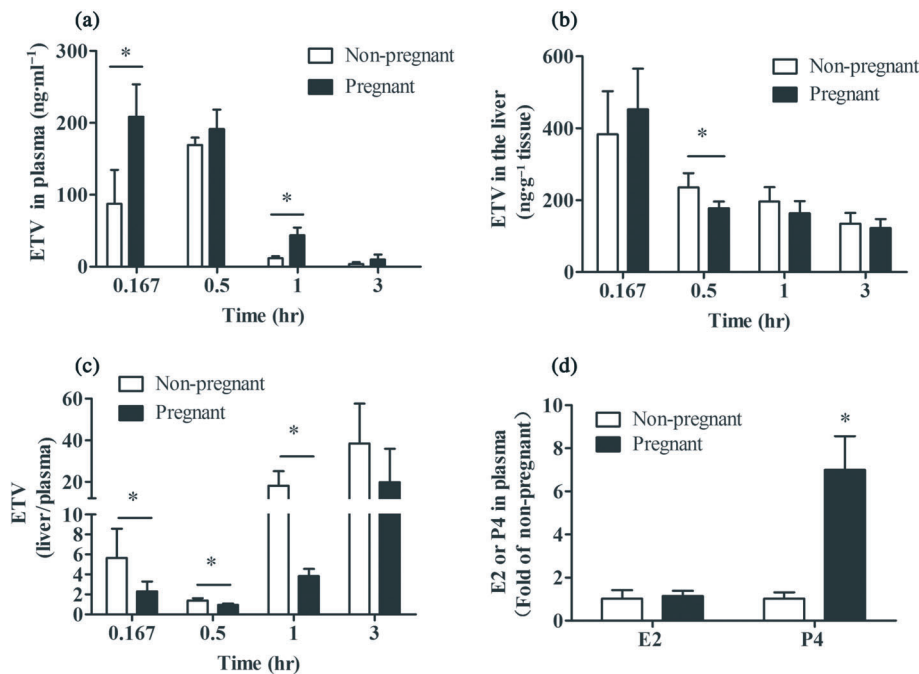 (a)
ETV in plasma (ng·ml⁻¹)
300
200
100
0
*
*
Non-pregnant
Pregnant
0.167 0.5 1 3
Time (hr)
(b)
ETV in the liver
(ng·g⁻¹ tissue)
600
400
200
0
*
Non-pregnant
Pregnant
0.167 0.5 1 3
Time (hr)
(c)
Non-pregnant
Pregnant
ETV
(liver/plasma)
60
40
20
10
8
6
4
2
0
*
*
*
0.167 0.5 1 3
Time (hr)
(d)
E2 or P4 in plasma
(Fold of non-pregnant)
10
8
6
4
2
0
Non-pregnant
Pregnant
*
E2 P4